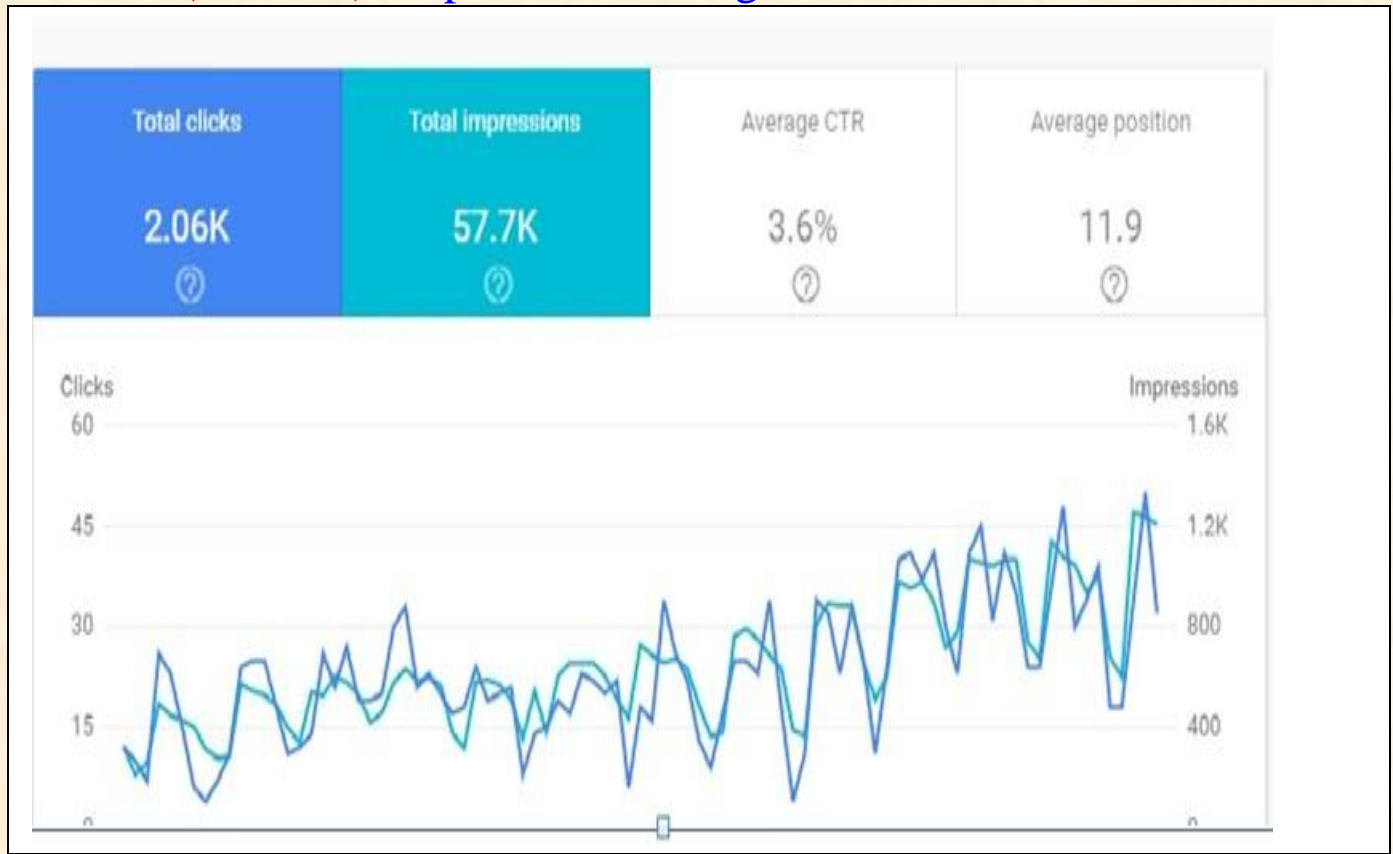 Total clicks Total impressions Average CTR Average position
2.06K 57.7K 3.6% 11.9
Clicks Impressions
60 1.6K
45 1.2K
30 800
15 400
0 0